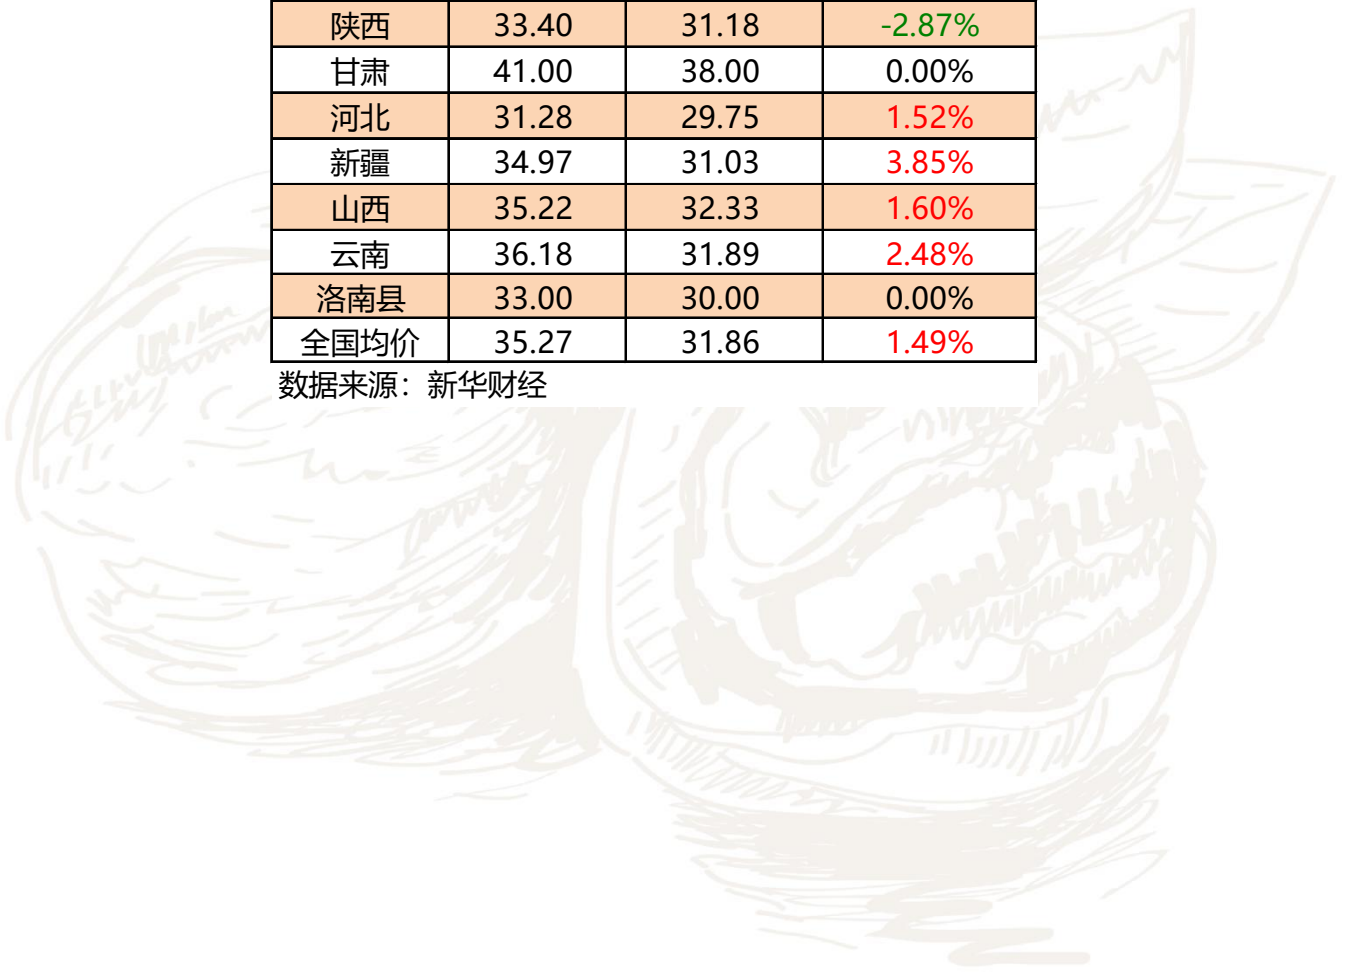 陕西 33.40 31.18 -2.87%
甘肃 41.00 38.00 0.00%
河北 31.28 29.75 1.52%
新疆 34.97 31.03 3.85%
山西 35.22 32.33 1.60%
云南 36.18 31.89 2.48%
洛南县 33.00 30.00 0.00%
全国均价 35.27 31.86 1.49%
数据来源：新华财经